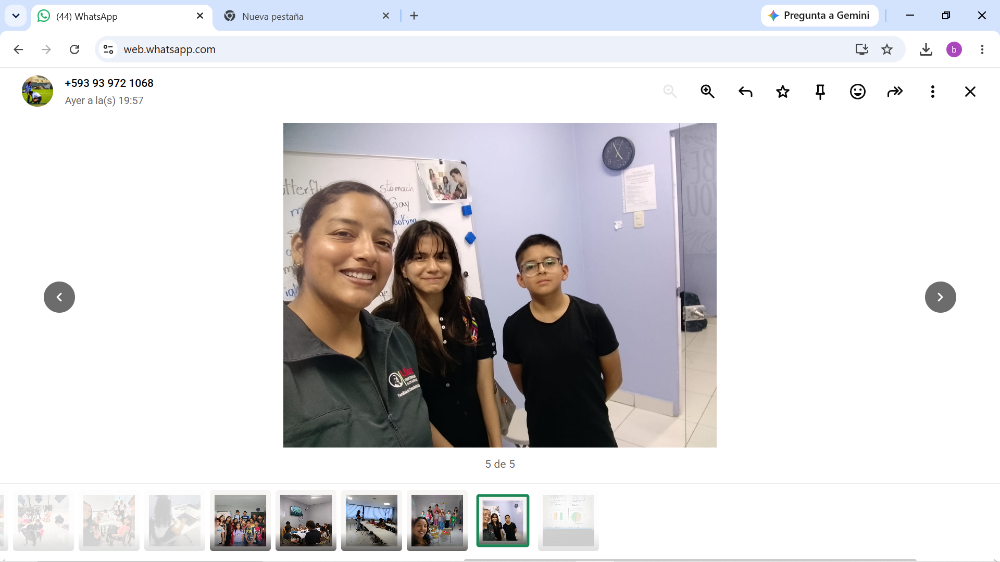 (44) WhatsApp
Nueva pestaña
Pregunta a Gemini
web.whatsapp.com
b
+593 93 972 1068
Ayer a la(s) 19:57
stomach
5 de 5